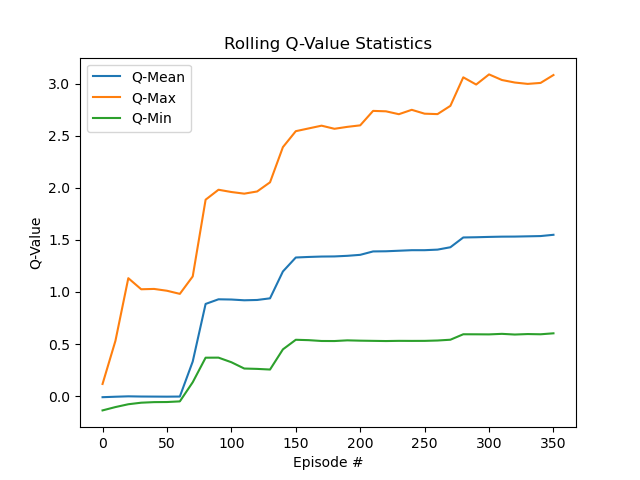 Rolling Q-Value Statistics
Q-Mean
Q-Max
Q-Min
3.0
2.5
2.0
1.5
1.0
0.5
0.0
Q-Value
0 50 100 150 200 250 300 350
Episode #